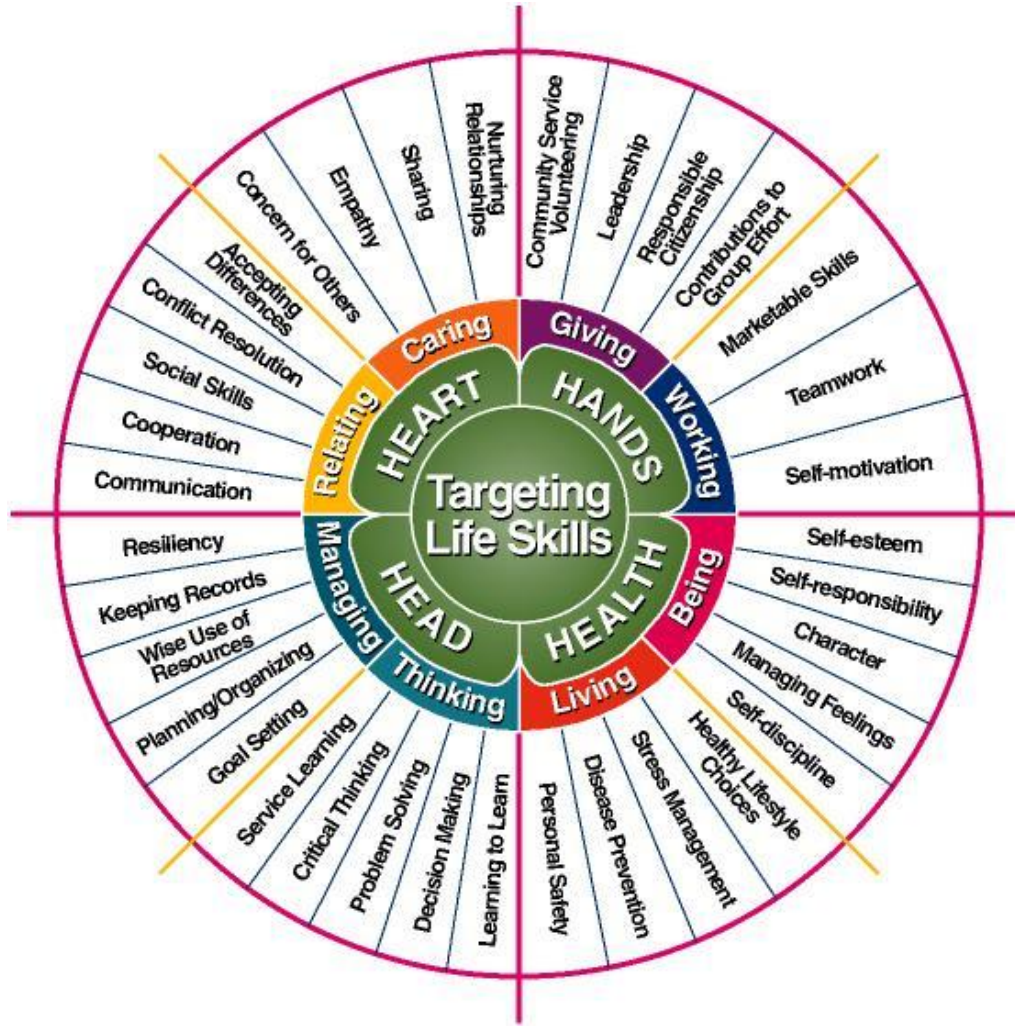 Targeting
Life Skills
HEART
Caring
Concern for Others
Empathy
Sharing
Nurturing
Relationships
Relating
Accepting
Differences
Conflict Resolution
Social Skills
Cooperation
Communication
HANDS
Giving
Community Service
Volunteering
Leadership
Responsible
Citizenship
Contributions to
Group Effort
Working
Marketable Skills
Teamwork
Self-motivation
HEALTH
Being
Self-esteem
Self-responsibility
Character
Managing Feelings
Self-discipline
Living
Healthy Lifestyle
Choices
Stress Management
Disease Prevention
Personal Safety
HEAD
Thinking
Learning to Learn
Decision Making
Problem Solving
Critical Thinking
Service Learning
Managing
Goal Setting
Planning/Organizing
Wise Use of
Resources
Keeping Records
Resiliency